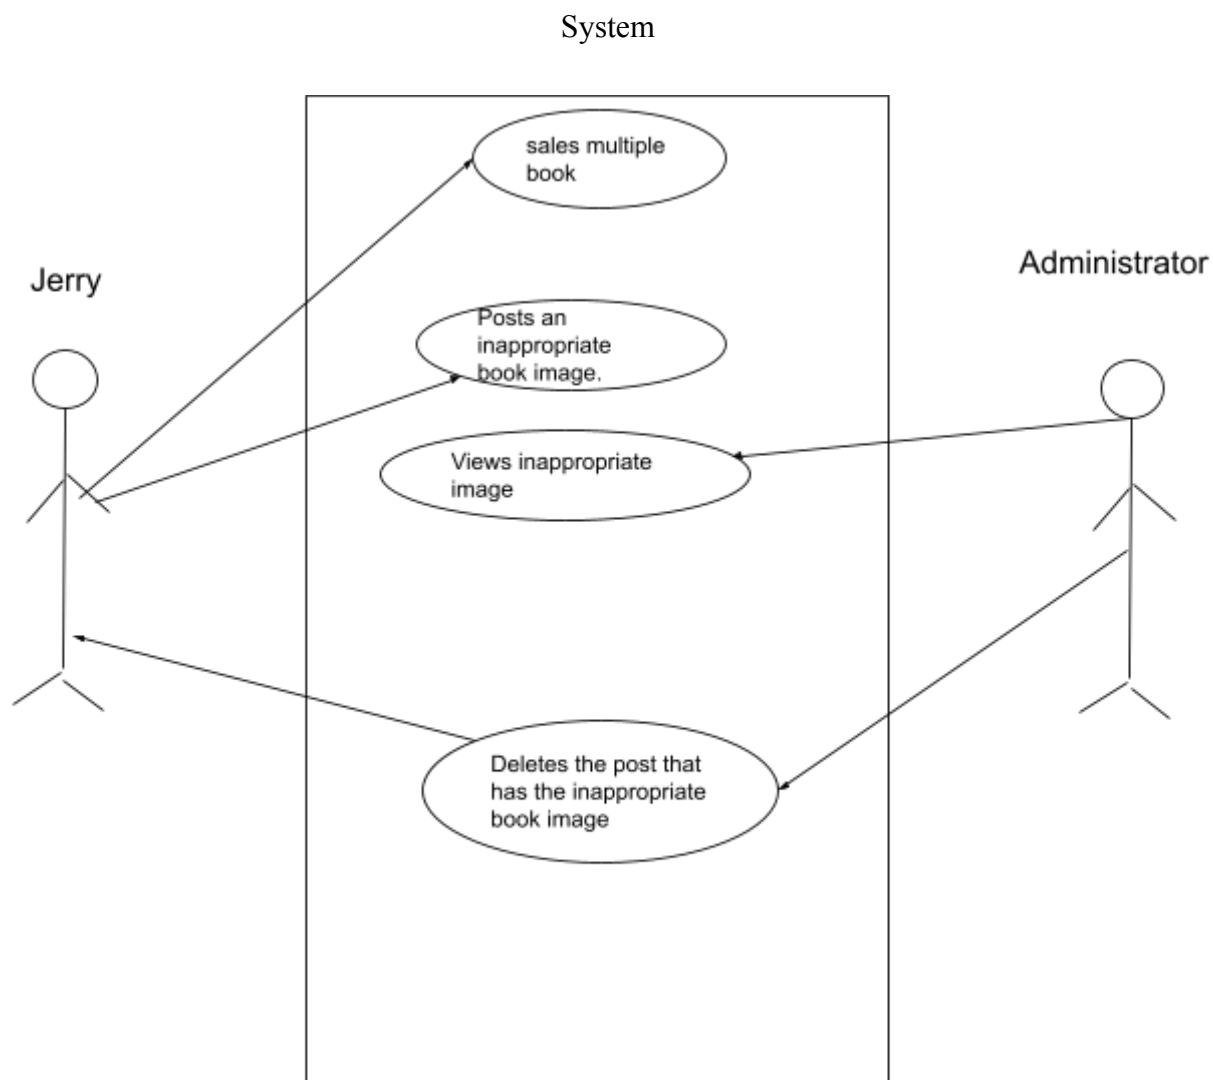 System
sales multiple
book
Jerry
Administrator
Posts an
inappropriate
book image.
Views inappropriate
image
Deletes the post that
has the inappropriate
book image